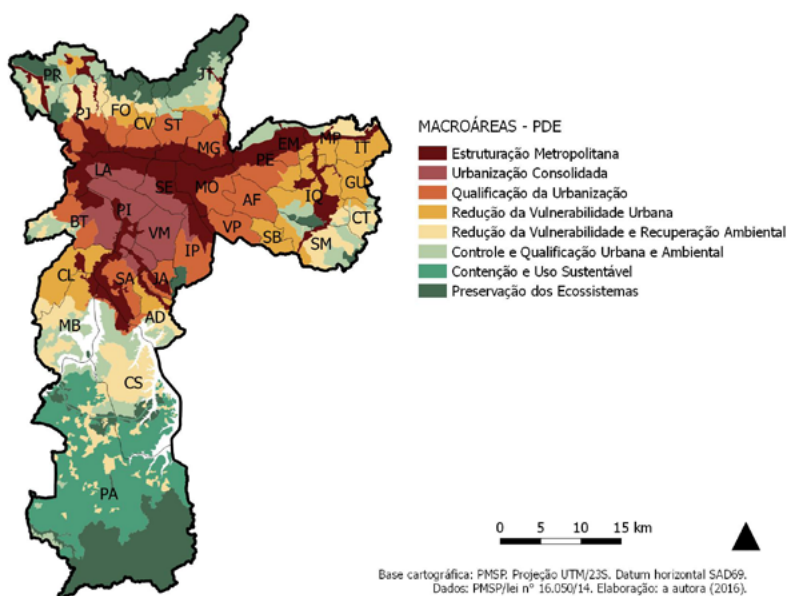 PR
JT
PJ
FO
CV
ST
MG
EM
MP
IT
PE
LA
SE
MO
IQ
GU
AF
BT
PI
VM
VP
SB
CT
IP
SM
CL
SA
JA
MB
AD
CS
PA
MACROÁREAS - PDE
Estruturação Metropolitana
Urbanização Consolidada
Qualificação da Urbanização
Redução da Vulnerabilidade Urbana
Redução da Vulnerabilidade e Recuperação Ambiental
Controle e Qualificação Urbana e Ambiental
Contenção e Uso Sustentável
Preservação dos Ecossistemas
0 5 10 15 km
Base cartográfica: PMSP. Projeção UTM/23S. Datum horizontal SAD69.
Dados: PMSP/lei nº 16.050/14. Elaboração: a autora (2016).